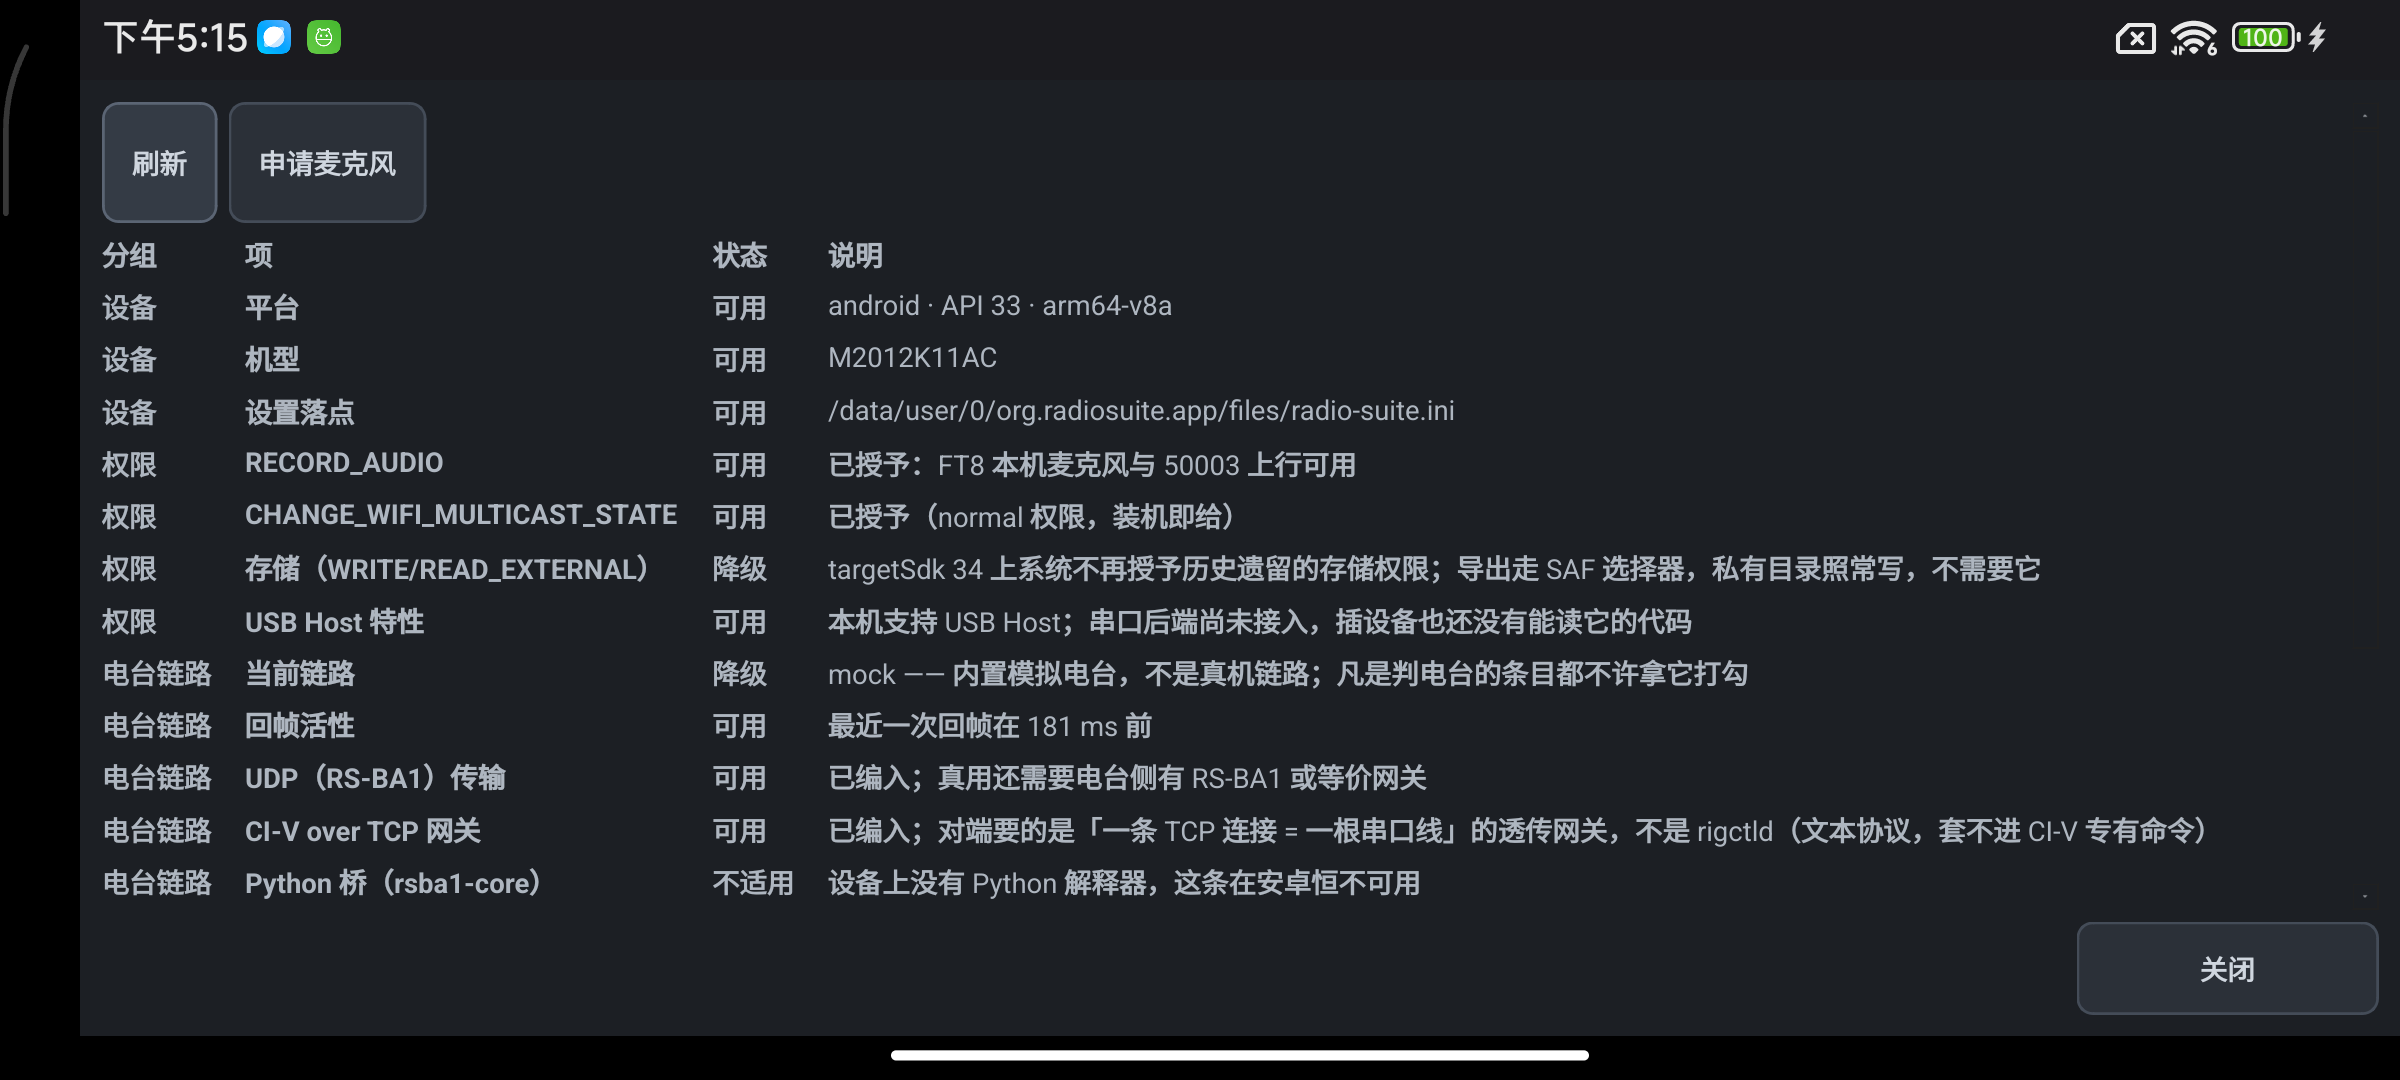 下午5:15
6
100
刷新 申请麦克风
分组 项 状态 说明
设备 平台 可用 android · API 33 · arm64-v8a
设备 机型 可用 M2012K11AC
设备 设置落点 可用 /data/user/0/org.radiosuite.app/files/radio-suite.ini
权限 RECORD_AUDIO 可用 已授予：FT8 本机麦克风与 50003 上行可用
权限 CHANGE_WIFI_MULTICAST_STATE 可用 已授予（normal 权限，装机即给）
权限 存储（WRITE/READ_EXTERNAL） 降级 targetSdk 34 上系统不再授予历史遗留的存储权限；导出走 SAF 选择器，私有目录照常写，不需要它
权限 USB Host 特性 可用 本机支持 USB Host；串口后端尚未接入，插设备也还没有能读它的代码
电台链路 当前链路 降级 mock —— 内置模拟电台，不是真机链路；凡是判电台的条目都不许拿它打勾
电台链路 回帧活性 可用 最近一次回帧在 181 ms 前
电台链路 UDP（RS-BA1）传输 可用 已编入；真用还需要电台侧有 RS-BA1 或等价网关
电台链路 CI-V over TCP 网关 可用 已编入；对端要的是「一条 TCP 连接 = 一根串口线」的透传网关，不是 rigctld（文本协议，套不进 CI-V 专有命令）
电台链路 Python 桥（rsba1-core） 不适用 设备上没有 Python 解释器，这条在安卓恒不可用
关闭